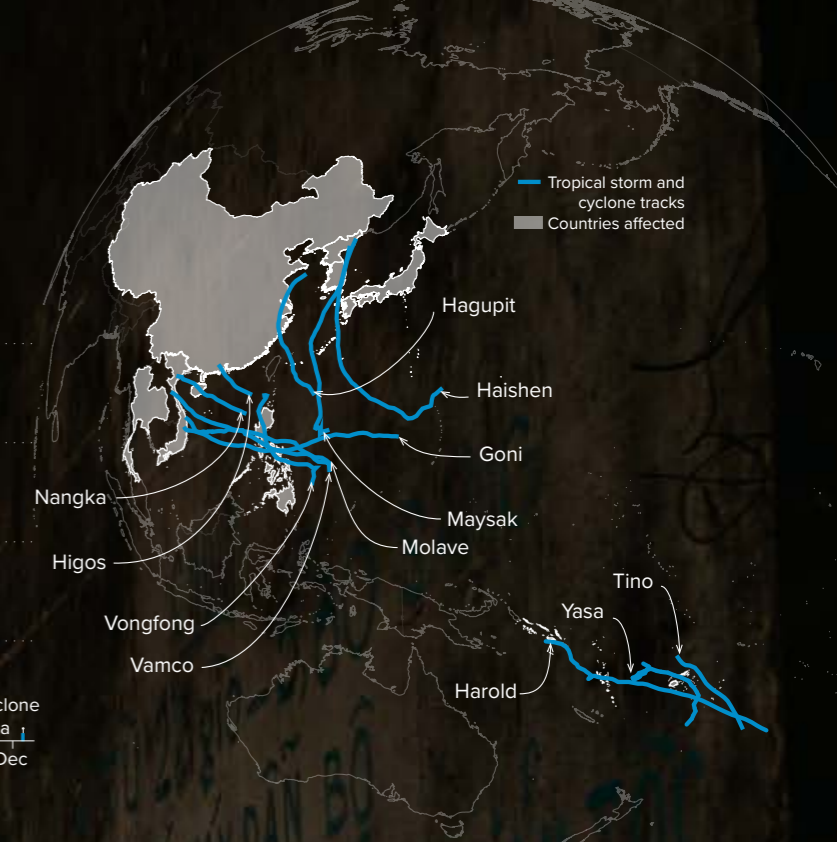 Tropical storm and
cyclone tracks
Countries affected
Hagupit
Haishen
Goni
Nangka
Maysak
Molave
Higos
Tino
Yasa
Vongfong
Vamco
Harold
clone
a
Dec